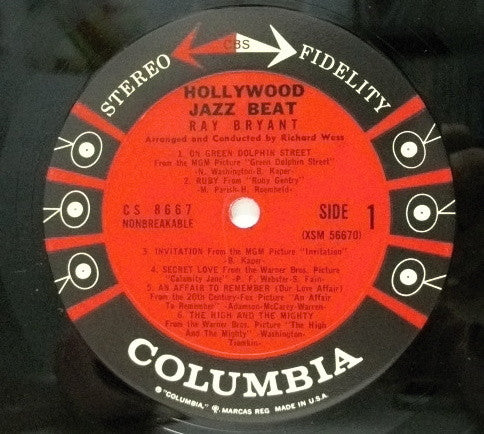 CBS
STEREO FIDELITY
HOLLYWOOD
JAZZ BEAT
RAY BRYANT
Arranged and Conducted by Richard Wess
1. ON GREEN DOLPHIN STREET
From the MGM Picture "Green Dolphin Street"
-N. Washington-B. Kaper-
2. RUBY From "Ruby Gentry"
-M. Parish-H. Roemheld-
CS 8667
NONBREAKABLE
SIDE 1
(XSM 56670)
3. INVITATION From the MGM Picture "Invitation"
- B. Kaper-
4. SECRET LOVE From the Warner Bros. Picture
"Calamity Jane" - P. F. Webster-S. Fain-
5. AN AFFAIR TO REMEMBER (Our Love Affair)
From the 20th Century-Fox Picture "An Affair
To Remember" Adamson-McCarey-Warren-
6. THE HIGH AND THE MIGHTY
From the Warner Bros. Picture "The High
And The Mighty" -Washington-
Tiomkin-
COLUMBIA
® "COLUMBIA," MARCAS REG. MADE IN U.S.A.